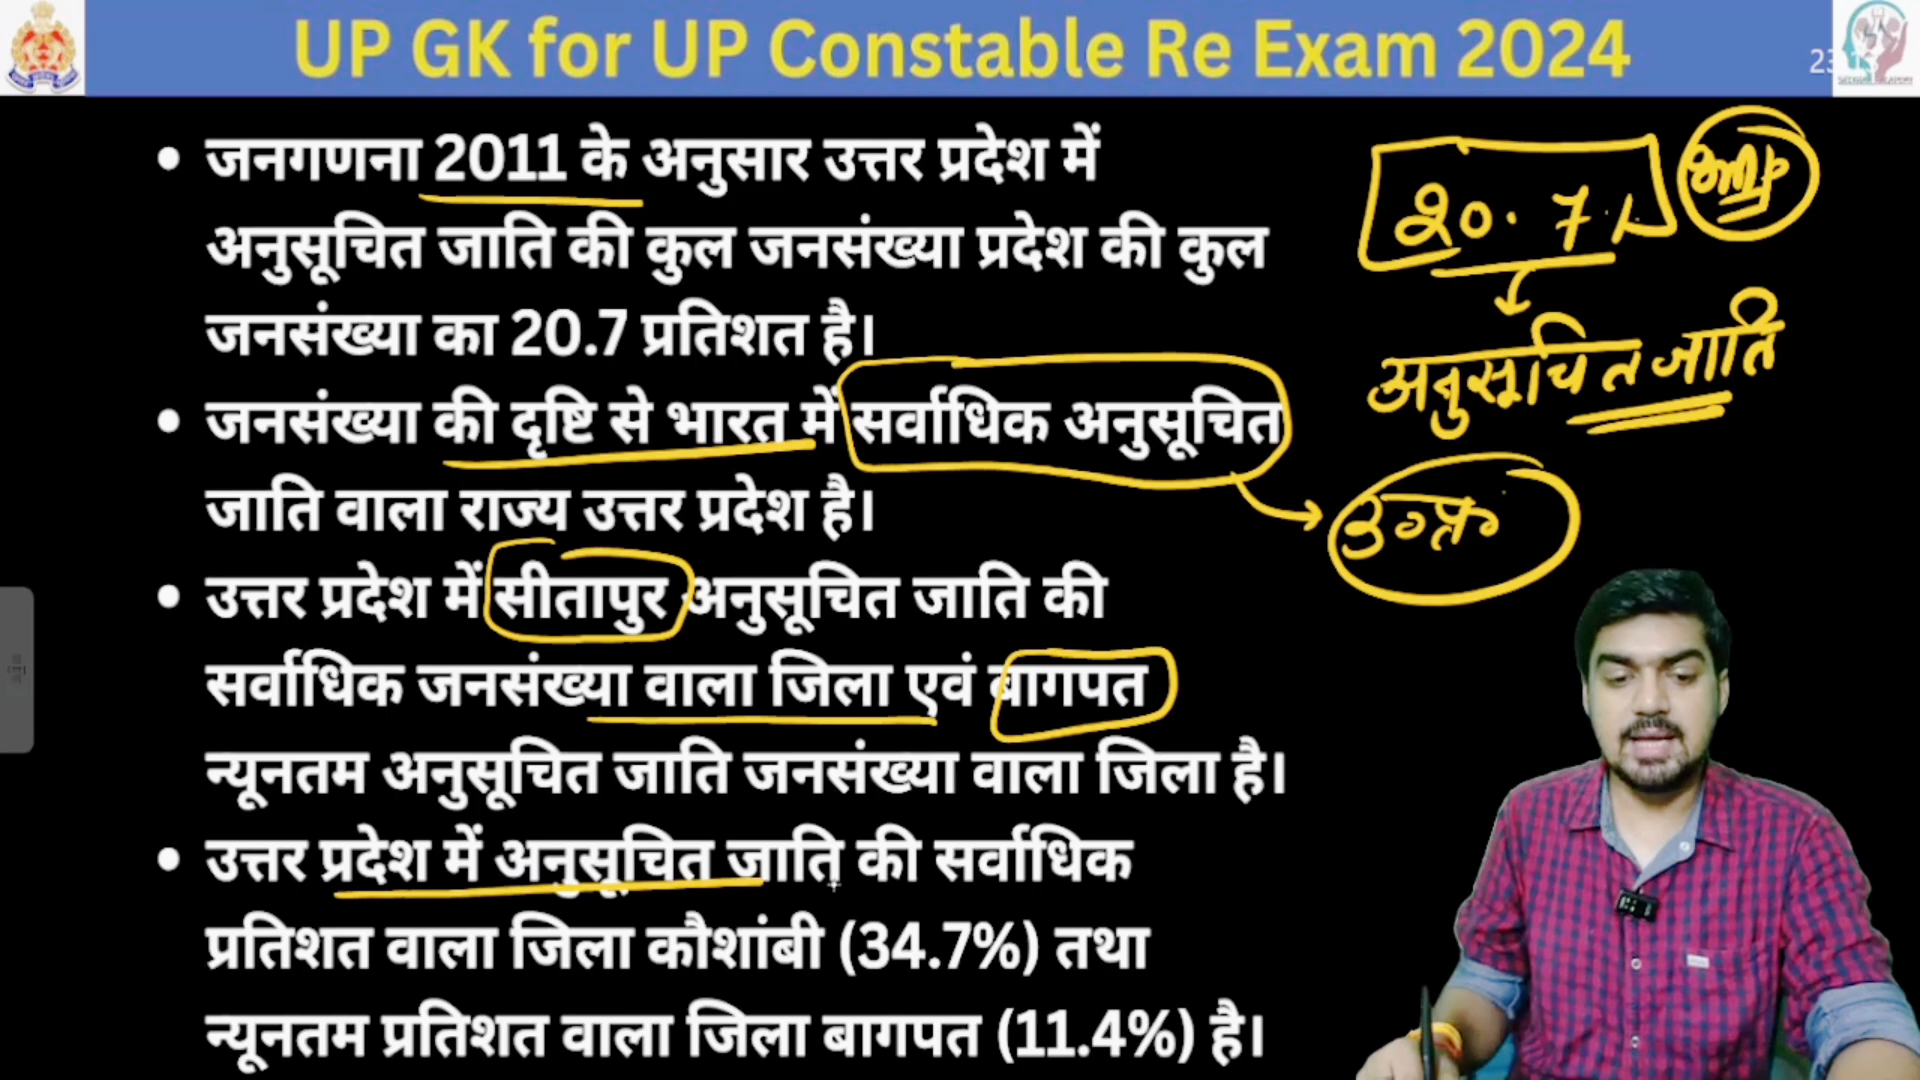 UP GK for UP Constable Re Exam 2024
• जनगणना 2011 के अनुसार उत्तर प्रदेश में
अनुसूचित जाति की कुल जनसंख्या प्रदेश की कुल
जनसंख्या का 20.7 प्रतिशत है।
• जनसंख्या की दृष्टि से भारत में सर्वाधिक अनुसूचित
जाति वाला राज्य उत्तर प्रदेश है।
• उत्तर प्रदेश में सीतापुर अनुसूचित जाति की
सर्वाधिक जनसंख्या वाला जिला एवं बागपत
न्यूनतम अनुसूचित जाति जनसंख्या वाला जिला है।
• उत्तर प्रदेश में अनुसूचित जाति की सर्वाधिक
प्रतिशत वाला जिला कौशांबी (34.7%) तथा
न्यूनतम प्रतिशत वाला जिला बागपत (11.4%) है।
20.7%
Imp
अनुसूचित जाति
उ०प्र०